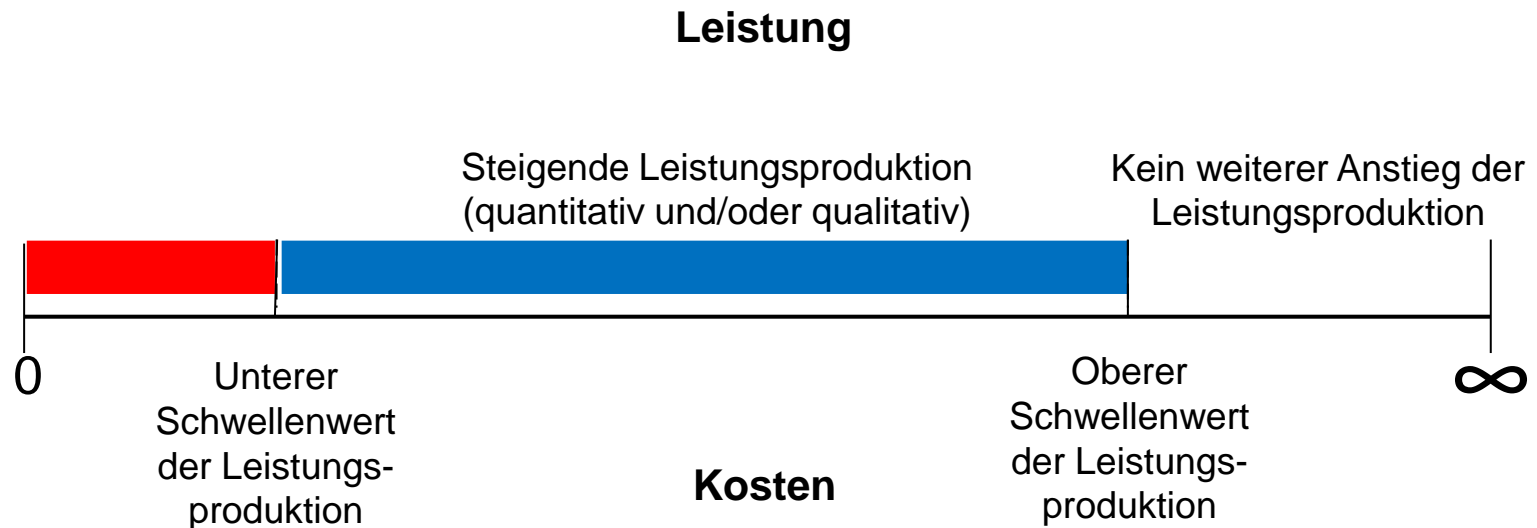 Leistung
Steigende Leistungsproduktion
(quantitativ und/oder qualitativ)
Kein weiterer Anstieg der
Leistungsproduktion
0
Unterer
Schwellenwert
der Leistungs-
produktion
Oberer
Schwellenwert
der Leistungs-
produktion
∞
Kosten